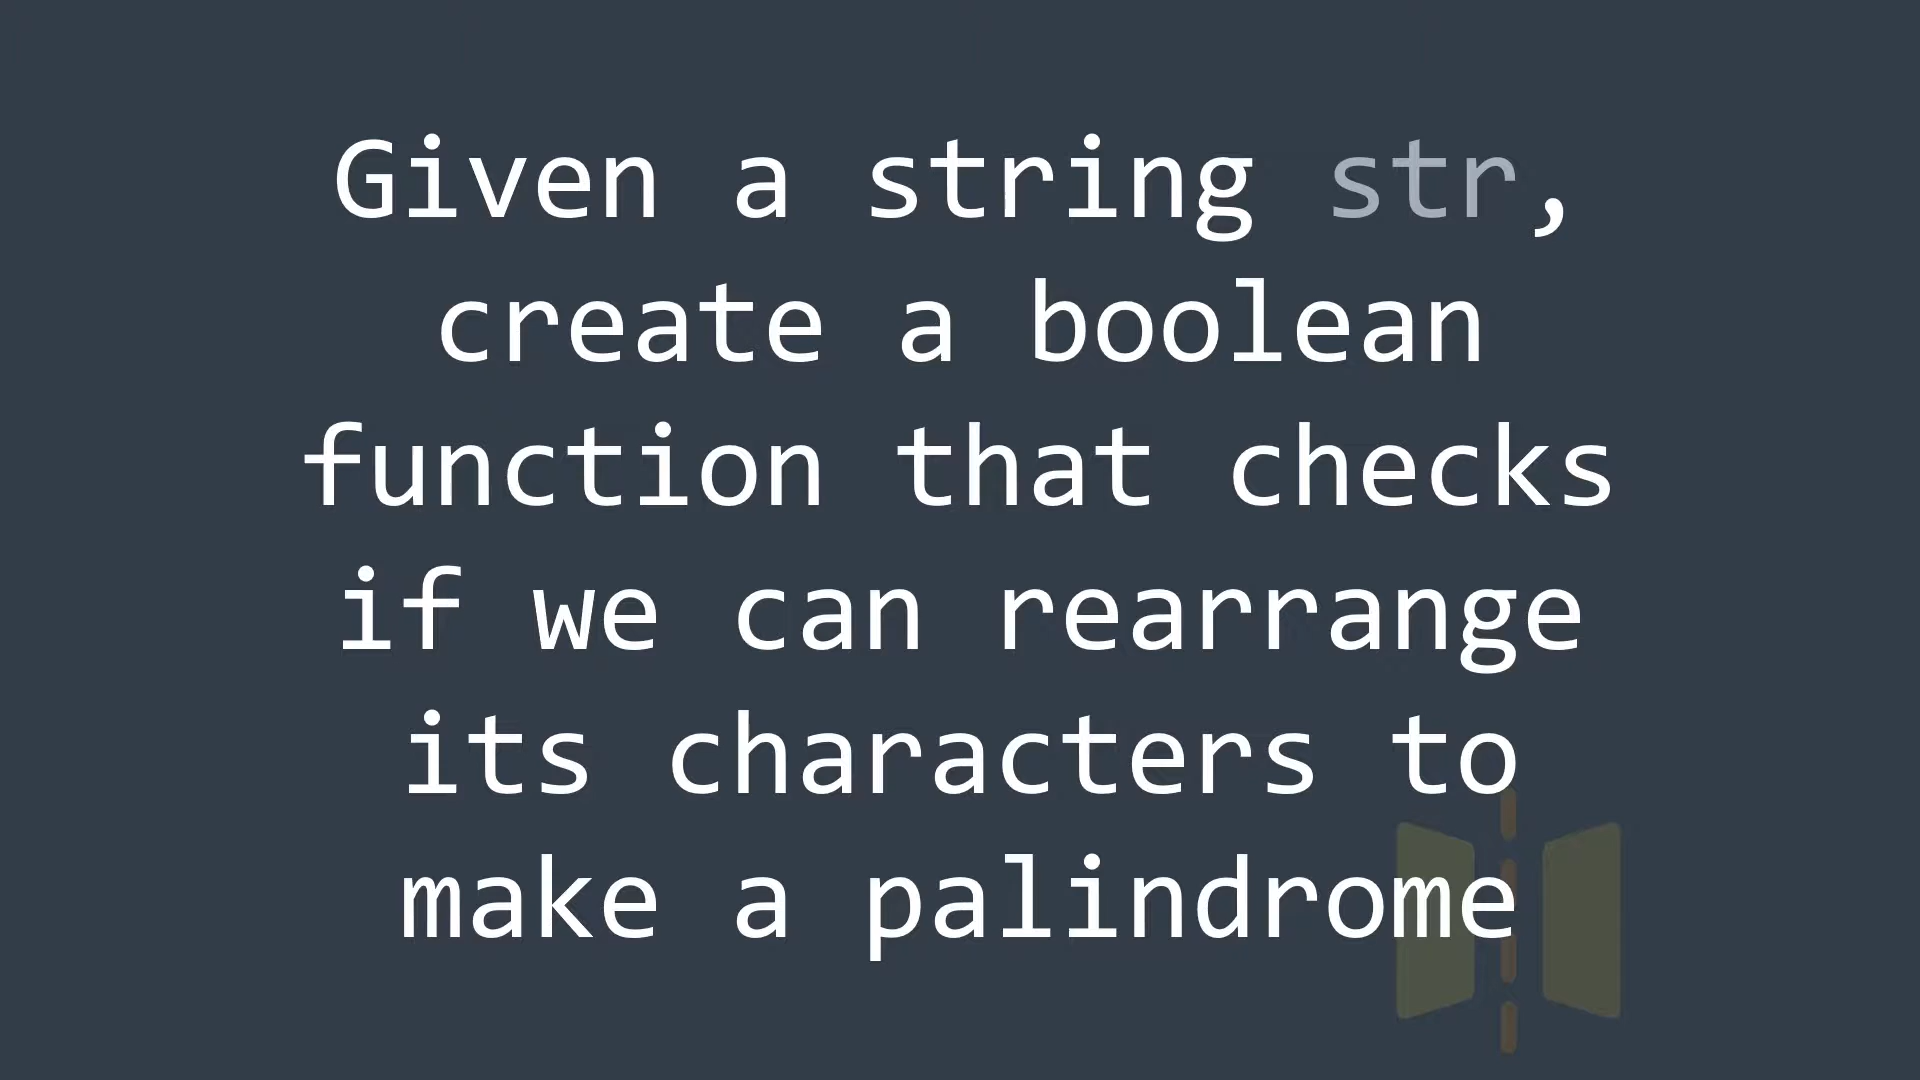 Given a string str,
create a boolean
function that checks
if we can rearrange
its characters to
make a palindrome